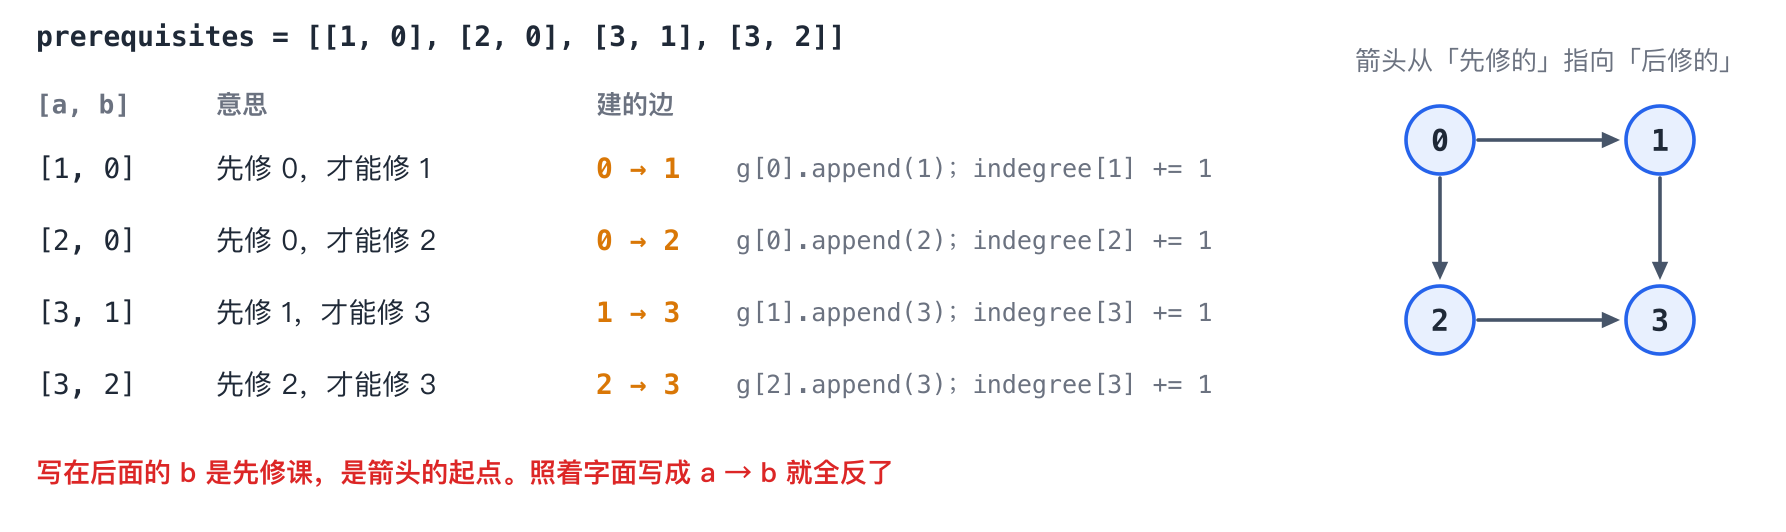 prerequisites = [[1, 0], [2, 0], [3, 1], [3, 2]]
箭头从「先修的」指向「后修的」
[a, b] 意思 建的边
[1, 0] 先修 0，才能修 1 0 → 1 g[0].append(1); indegree[1] += 1
[2, 0] 先修 0，才能修 2 0 → 2 g[0].append(2); indegree[2] += 1
[3, 1] 先修 1，才能修 3 1 → 3 g[1].append(3); indegree[3] += 1
[3, 2] 先修 2，才能修 3 2 → 3 g[2].append(3); indegree[3] += 1
0 1
2 3
写在后面的 b 是先修课，是箭头的起点。照着字面写成 a → b 就全反了